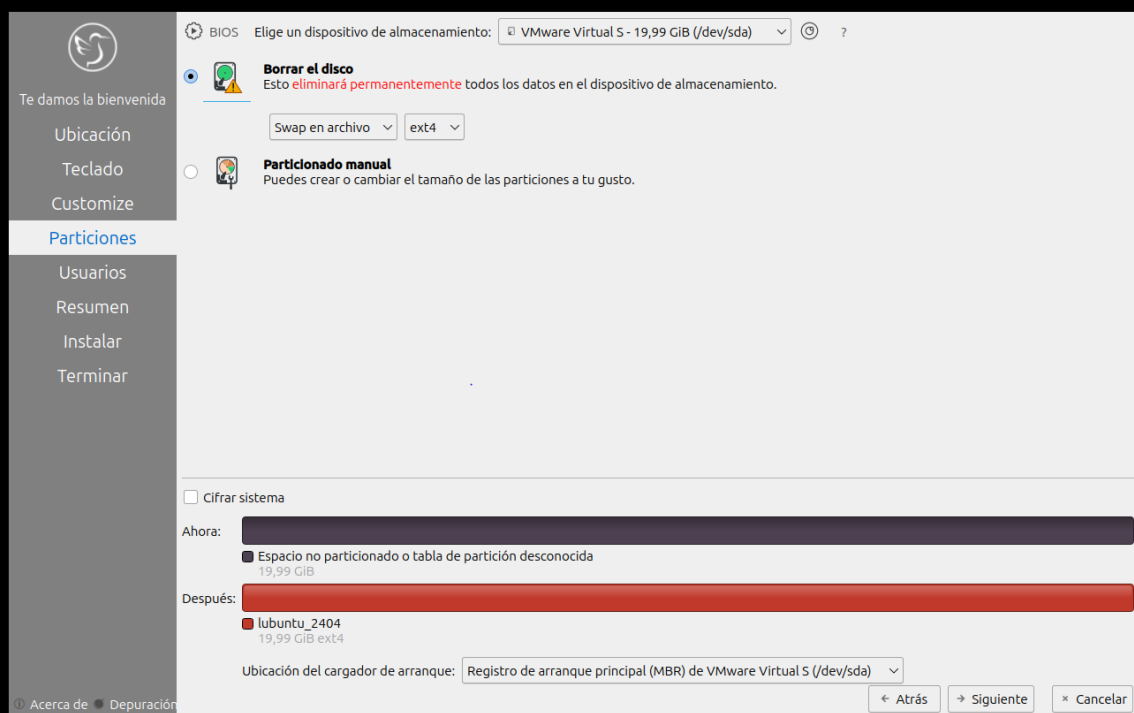 BIOS Elige un dispositivo de almacenamiento: VMware Virtual S - 19,99 GiB (/dev/sda) ?
Borrar el disco
Esto eliminará permanentemente todos los datos en el dispositivo de almacenamiento.
Swap en archivo ext4
Particionado manual
Puedes crear o cambiar el tamaño de las particiones a tu gusto.
Te damos la bienvenida
Ubicación
Teclado
Customize
Particiones
Usuarios
Resumen
Instalar
Terminar
Cifrar sistema
Ahora:
Espacio no particionado o tabla de partición desconocida
19,99 GiB
Después:
lubuntu_2404
19,99 GiB ext4
Ubicación del cargador de arranque: Registro de arranque principal (MBR) de VMware Virtual S (/dev/sda)
Acerca de Depuración
Atrás Siguiente Cancelar